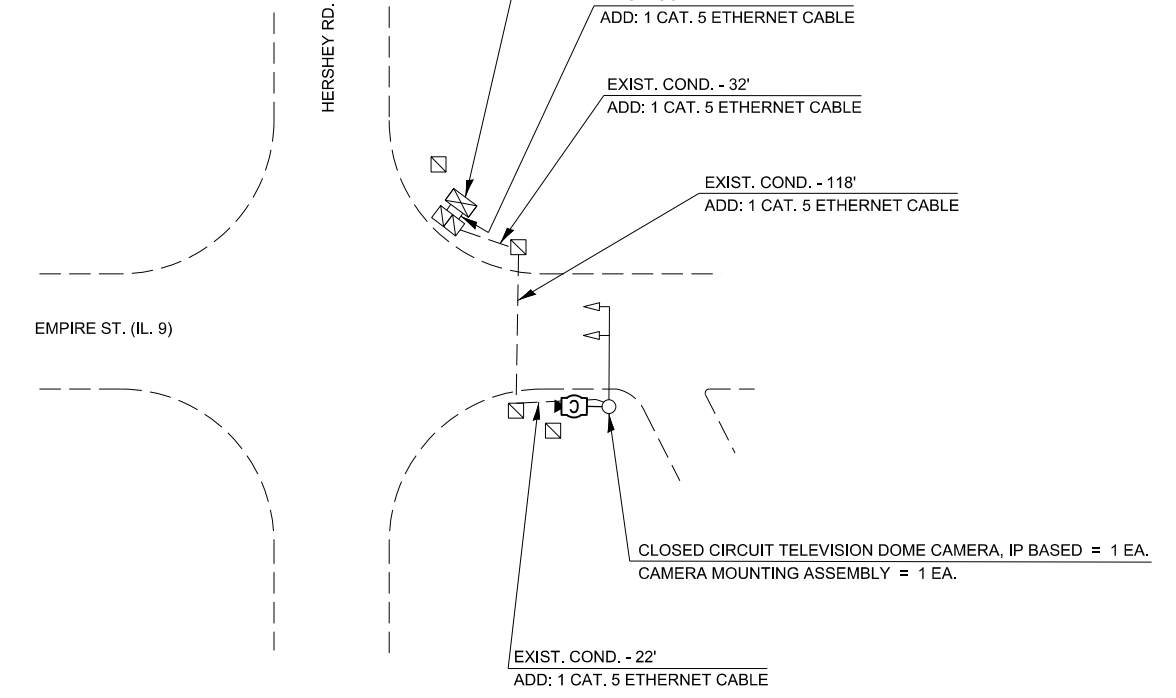 HERSHEY RD.
ADD: 1 CAT. 5 ETHERNET CABLE
EXIST. COND. - 32'
ADD: 1 CAT. 5 ETHERNET CABLE
EXIST. COND. - 118'
ADD: 1 CAT. 5 ETHERNET CABLE
EMPIRE ST. (IL. 9)
C
CLOSED CIRCUIT TELEVISION DOME CAMERA, IP BASED = 1 EA.
CAMERA MOUNTING ASSEMBLY = 1 EA.
EXIST. COND. - 22'
ADD: 1 CAT. 5 ETHERNET CABLE